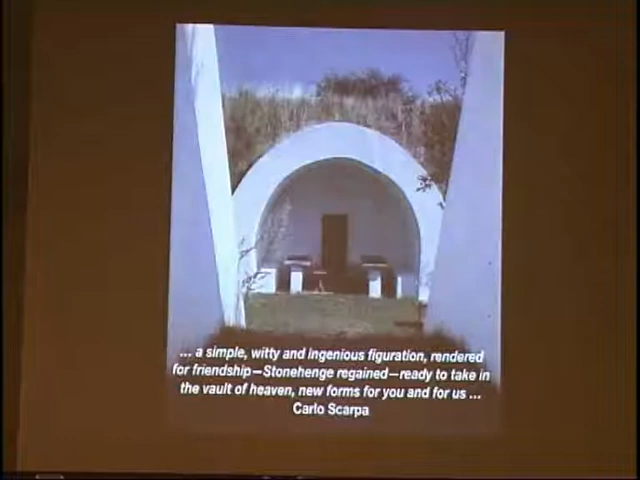 ... a simple, witty and ingenious figuration, rendered
for friendship—Stonehenge regained—ready to take in
the vault of heaven, new forms for you and for us ...
Carlo Scarpa